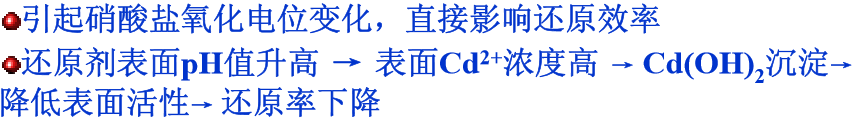 ●引起硝酸盐氧化电位变化，直接影响还原效率
●还原剂表面pH值升高 → 表面Cd²⁺浓度高 → Cd(OH)₂沉淀→
降低表面活性→ 还原率下降